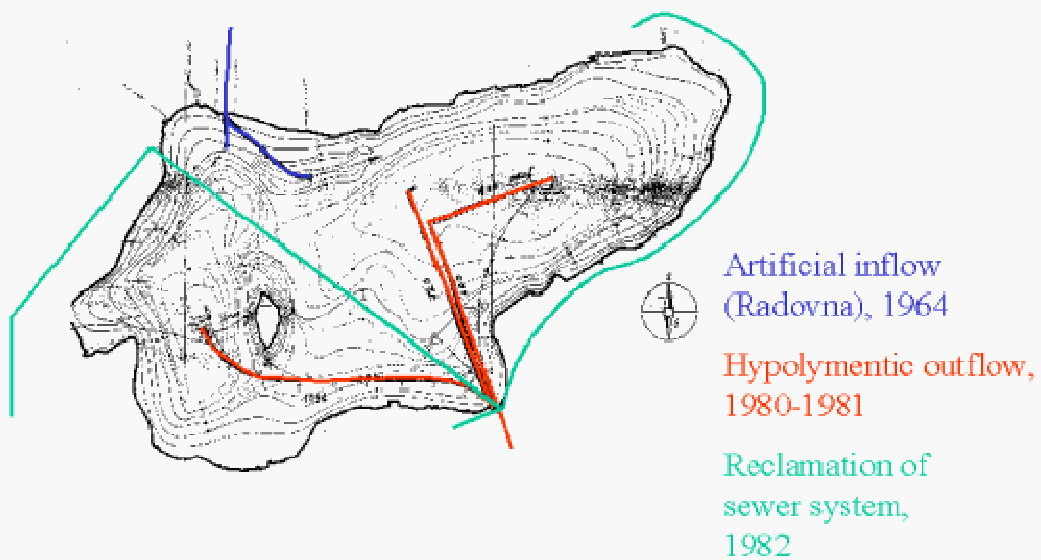 Artificial inflow
(Radovna), 1964
Hypolymentic outflow,
1980-1981
Reclamation of
sewer system,
1982